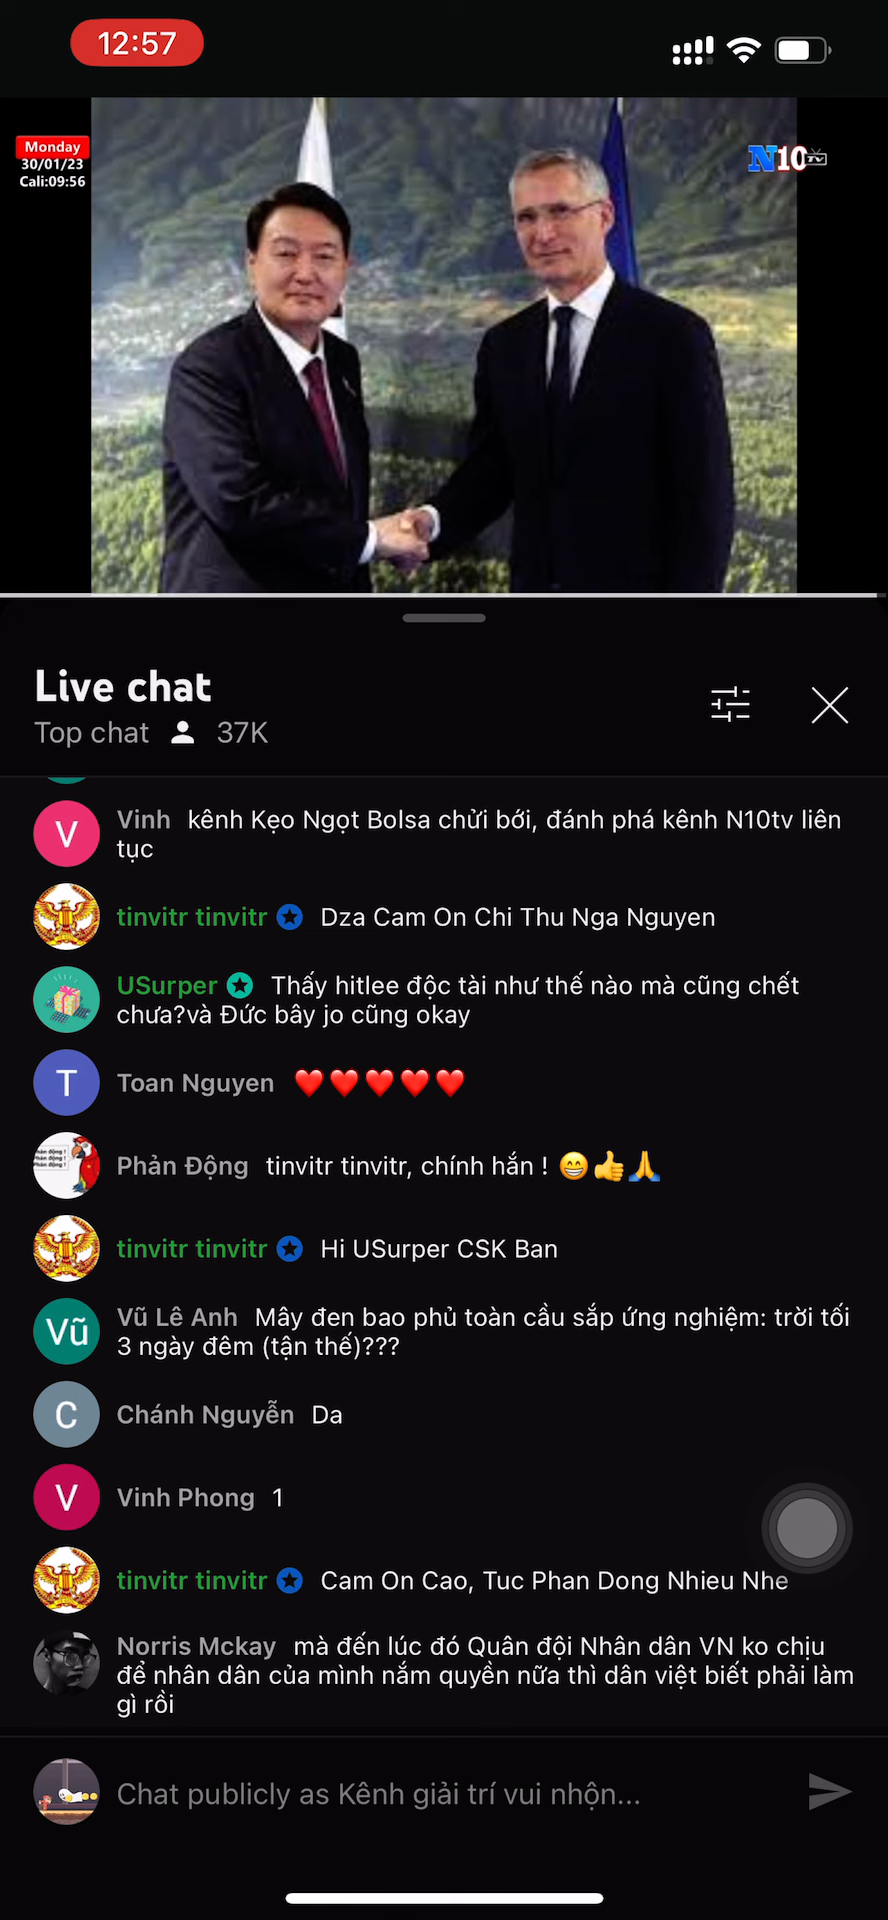 12:57
Monday
30/01/23
Cali:09:56
N10TV
Live chat
Top chat 37K
V
Vinh kênh Kẹo Ngọt Bolsa chửi bới, đánh phá kênh N10tv liên
tục
tinvitr tinvitr Dza Cam On Chi Thu Nga Nguyen
USurper Thấy hitlee độc tài như thế nào mà cũng chết
chưa?và Đức bây jo cũng okay
T
Toan Nguyen ❤️❤️❤️❤️❤️
Phản động !
Phản động !
Phản Động tinvitr tinvitr, chính hắn ! 😁👍🙏
tinvitr tinvitr Hi USurper CSK Ban
Vũ
Vũ Lê Anh Mây đen bao phủ toàn cầu sắp ứng nghiệm: trời tối
3 ngày đêm (tận thế)???
C
Chánh Nguyễn Da
V
Vinh Phong 1
tinvitr tinvitr Cam On Cao, Tuc Phan Dong Nhieu Nhe
Norris Mckay mà đến lúc đó Quân đội Nhân dân VN ko chịu
để nhân dân của mình nắm quyền nữa thì dân việt biết phải làm
gì rồi
Chat publicly as Kênh giải trí vui nhộn...